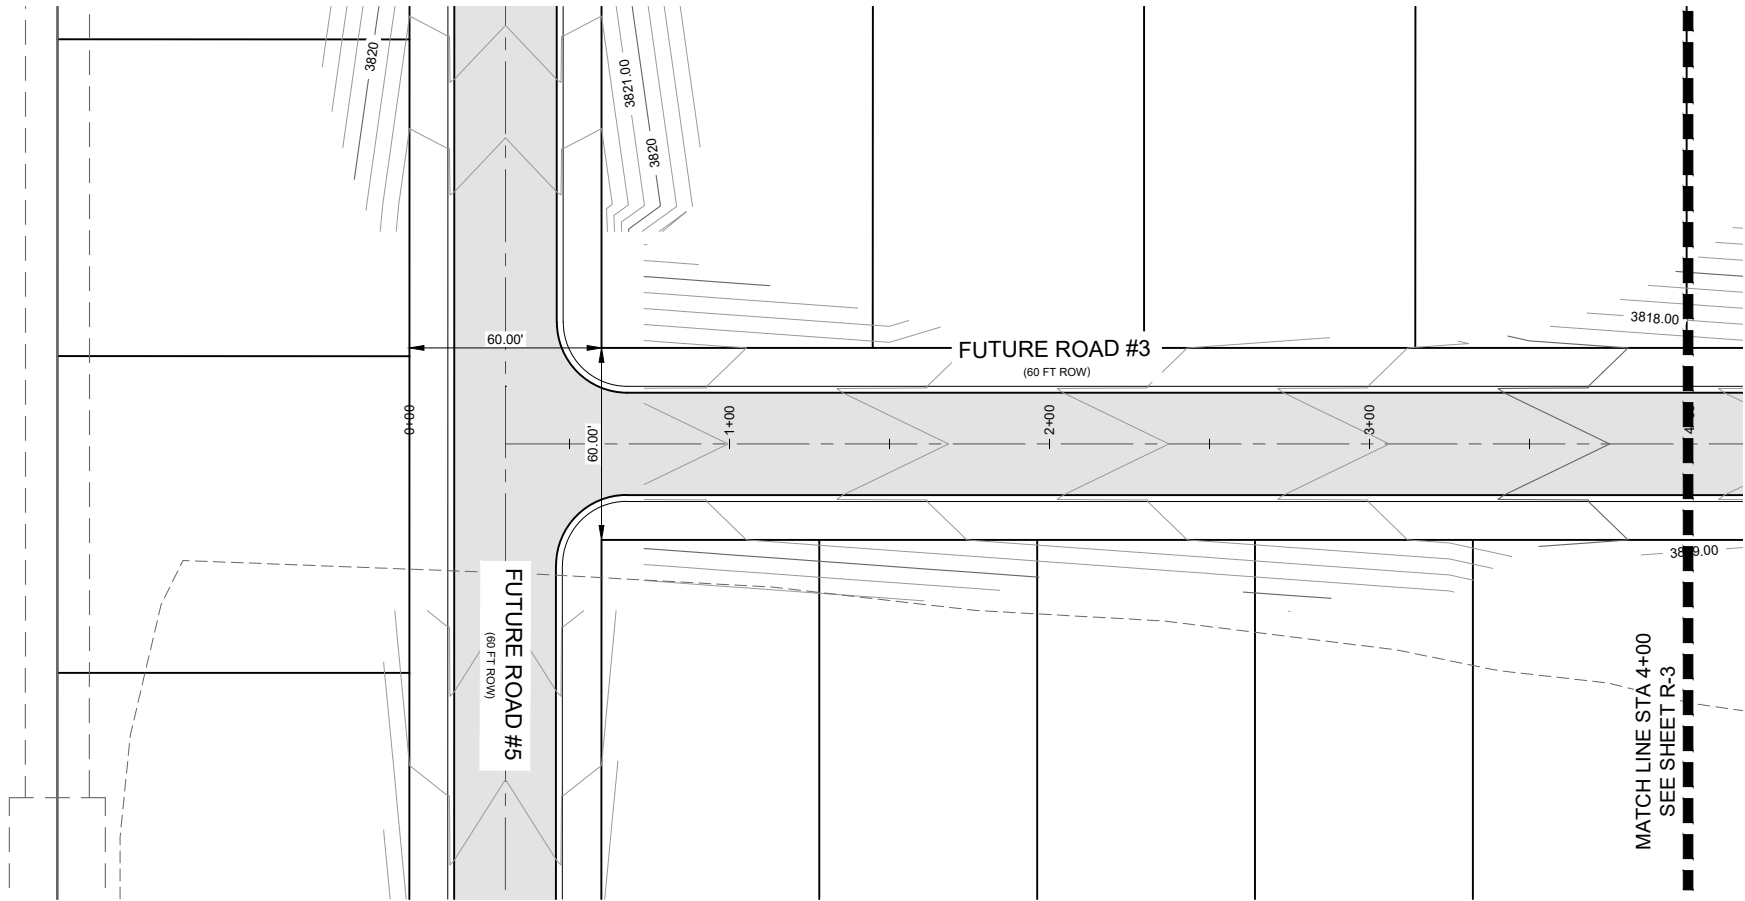 3820
3821.00
3820
60.00'
FUTURE ROAD #3
(60 FT ROW)
3818.00
0+00
60.00'
1+00
2+00
3+00
FUTURE ROAD #5
(60 FT ROW)
MATCH LINE STA 4+00
SEE SHEET R-3